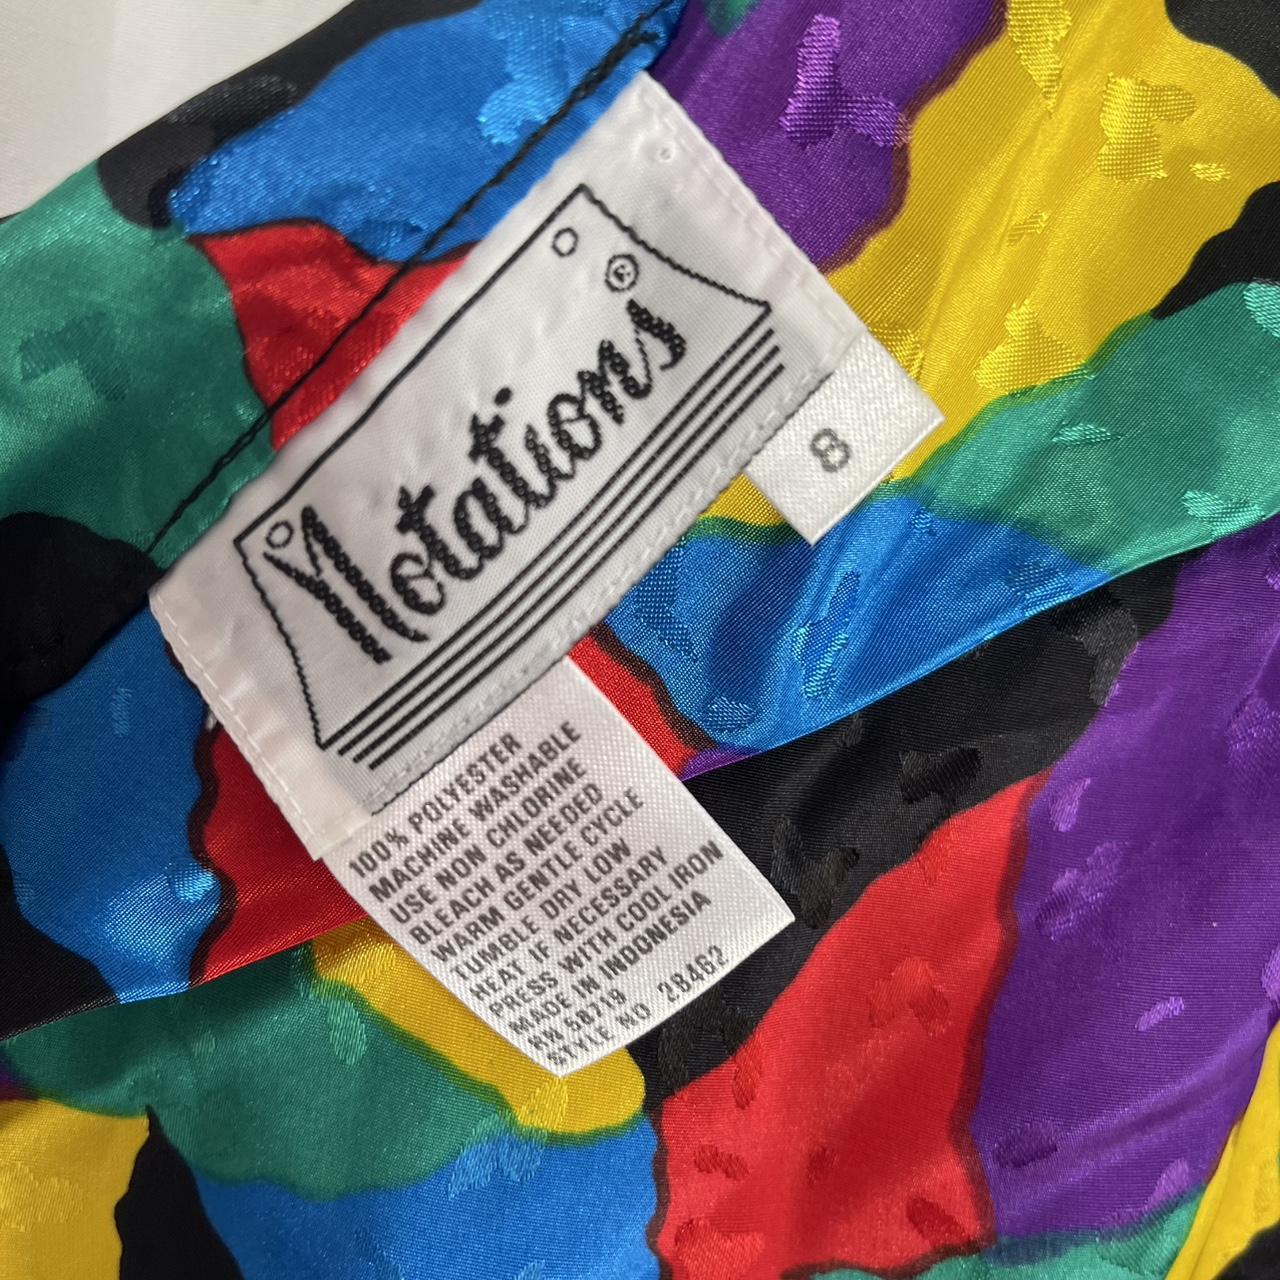 Notations®
8
100% POLYESTER
MACHINE WASHABLE
USE NON CHLORINE
BLEACH AS NEEDED
WARM GENTLE CYCLE
TUMBLE DRY LOW
HEAT IF NECESSARY
PRESS WITH COOL IRON
MADE IN INDONESIA
RN 58719
STYLE NO 28462